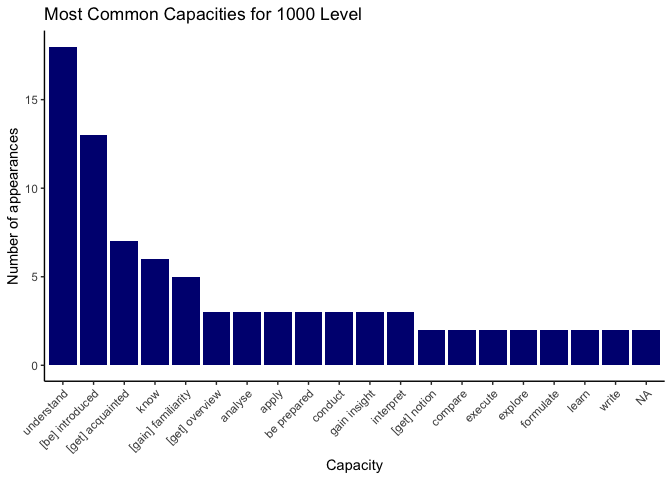 Most Common Capacities for 1000 Level
Number of appearances
15
10
5
0
understand
[be] introduced
[get] acquainted
know
[gain] familiarity
[get] overview
analyse
apply
be prepared
conduct
gain insight
interpret
[get] notion
compare
execute
explore
formulate
learn
write
NA
Capacity